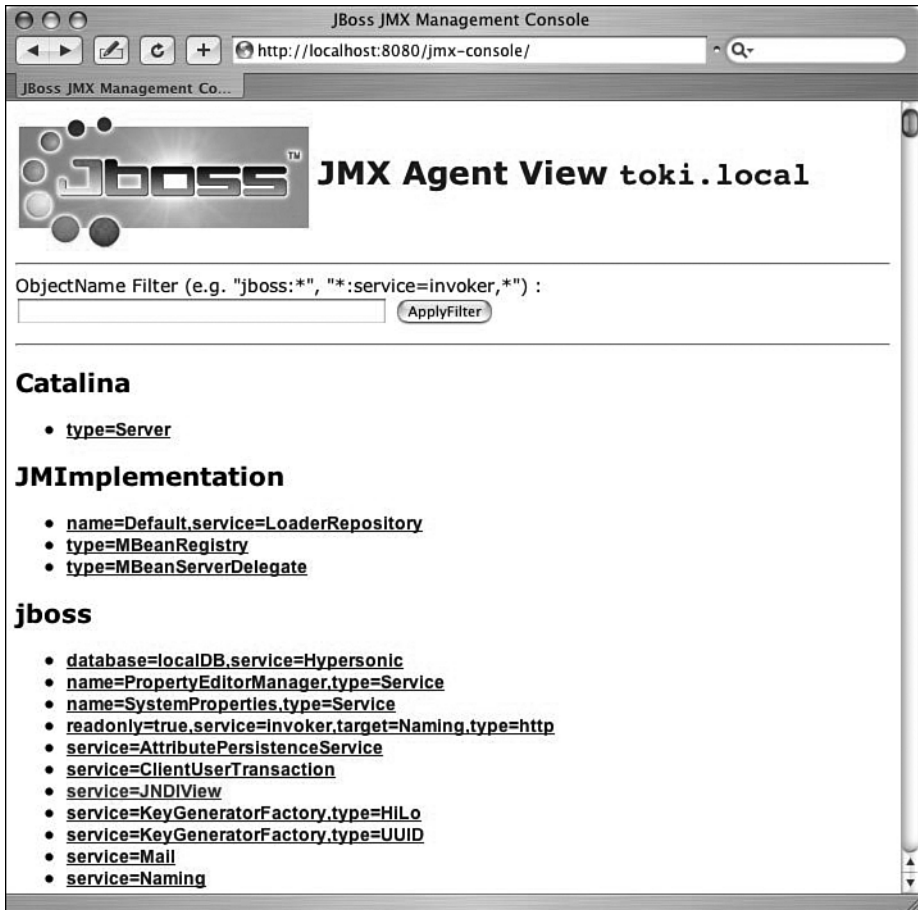 JBoss JMX Management Console
http://localhost:8080/jmx-console/
JBoss JMX Management Co...
Jboss™
JMX Agent View toki.local
ObjectName Filter (e.g. "jboss:*", "*:service=invoker,*") :
ApplyFilter
Catalina
• type=Server
JMImplementation
• name=Default,service=LoaderRepository
• type=MBeanRegistry
• type=MBeanServerDelegate
jboss
• database=localDB,service=Hypersonic
• name=PropertyEditorManager,type=Service
• name=SystemProperties,type=Service
• readonly=true,service=invoker,target=Naming,type=http
• service=AttributePersistenceService
• service=ClientUserTransaction
• service=JNDIView
• service=KeyGeneratorFactory,type=HiLo
• service=KeyGeneratorFactory,type=UUID
• service=Mail
• service=Naming